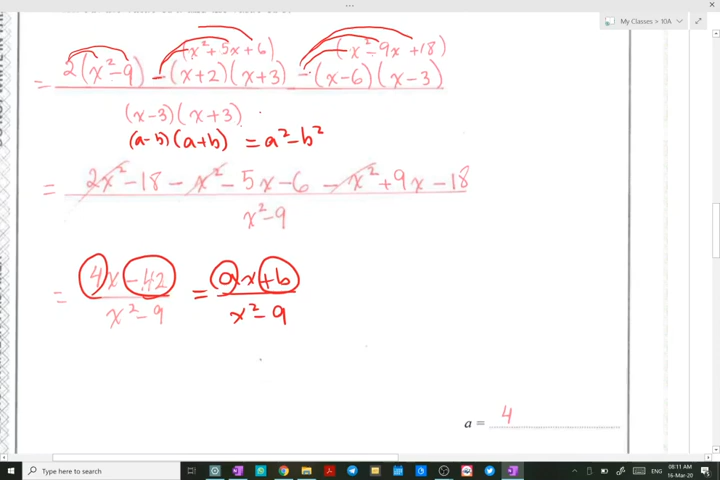 My Classes > 10A
(x² + 5x + 6) (x² - 9x + 18)
= 2(x² - 9) - (x+2)(x+3) - (x-6)(x-3)
(x-3)(x+3)
(a-b)(a+b) = a² - b²
= 2x² - 18 - x² - 5x - 6 - x² + 9x - 18
x² - 9
= 4x - 42 = ax + b
x² - 9 x² - 9
a = 4
Type here to search
ENG
08:11 AM
16-Mar-20